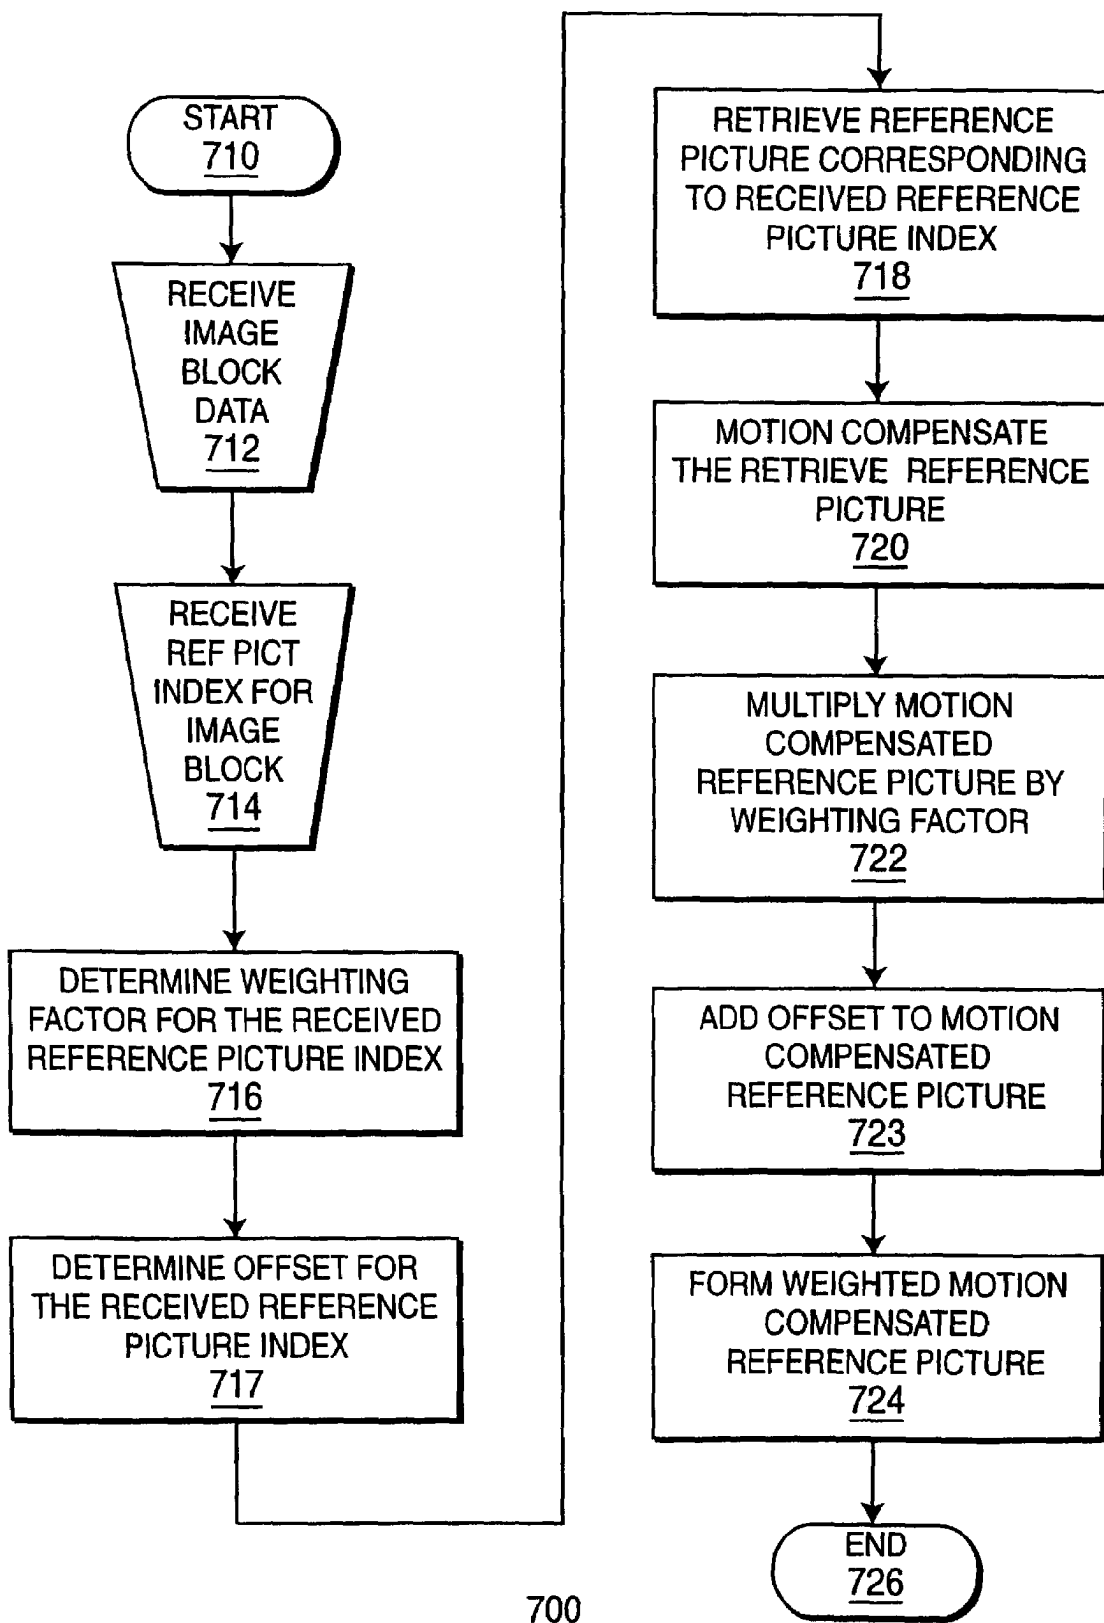 START
710
RECEIVE
IMAGE
BLOCK
DATA
712
RECEIVE
REF PICT
INDEX FOR
IMAGE
BLOCK
714
DETERMINE WEIGHTING
FACTOR FOR THE RECEIVED
REFERENCE PICTURE INDEX
716
DETERMINE OFFSET FOR
THE RECEIVED REFERENCE
PICTURE INDEX
717
RETRIEVE REFERENCE
PICTURE CORRESPONDING
TO RECEIVED REFERENCE
PICTURE INDEX
718
MOTION COMPENSATE
THE RETRIEVE REFERENCE
PICTURE
720
MULTIPLY MOTION
COMPENSATED
REFERENCE PICTURE BY
WEIGHTING FACTOR
722
ADD OFFSET TO MOTION
COMPENSATED
REFERENCE PICTURE
723
FORM WEIGHTED MOTION
COMPENSATED
REFERENCE PICTURE
724
END
726
700